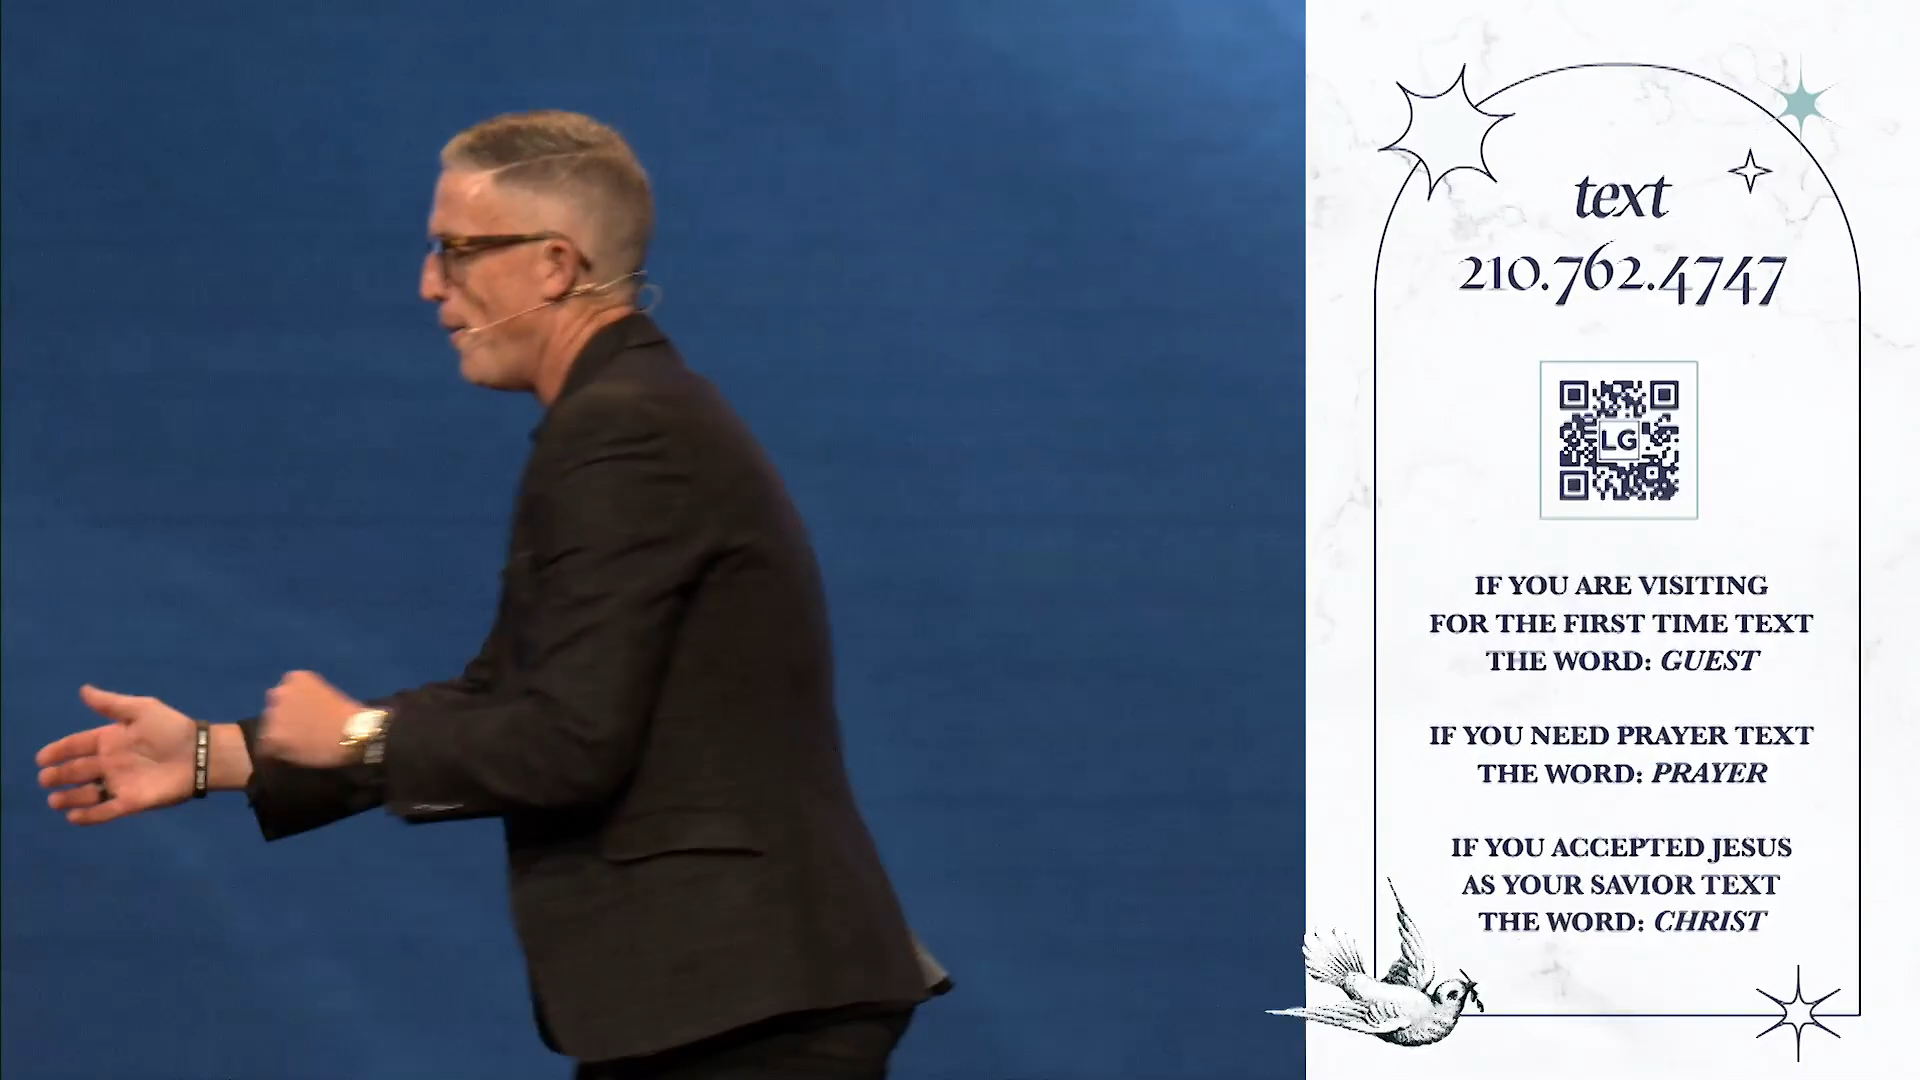 text
210.762.4747
LG
IF YOU ARE VISITING
FOR THE FIRST TIME TEXT
THE WORD: GUEST
IF YOU NEED PRAYER TEXT
THE WORD: PRAYER
IF YOU ACCEPTED JESUS
AS YOUR SAVIOR TEXT
THE WORD: CHRIST